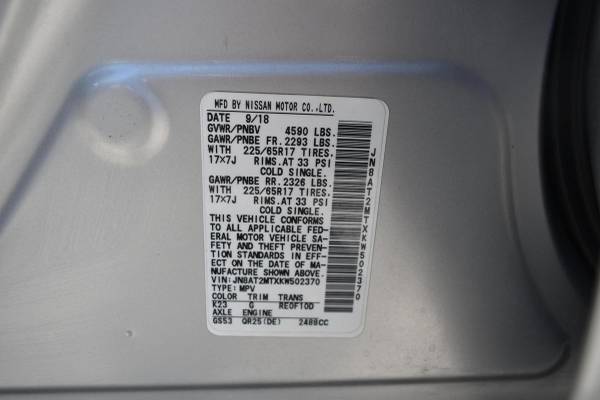 MFD BY NISSAN MOTOR CO.,LTD.
DATE 9/18
GVWR/PNBV 4590 LBS.
GAWR/PNBE FR. 2293 LBS.
WITH 225/65R17 TIRES.
17×7J RIMS. AT 33 PSI
COLD SINGLE.
GAWR/PNBE RR. 2326 LBS.
WITH 225/65R17 TIRES.
17×7J RIMS. AT 33 PSI
COLD SINGLE.
THIS VEHICLE CONFORMS
TO ALL APPLICABLE FED-
ERAL MOTOR VEHICLE SA-
FETY AND THEFT PREVEN-
TION STANDARDS IN EFF-
ECT ON THE DATE OF MA-
NUFACTURE SHOWN ABOVE.
VIN: JN8AT2MTXKW502370
TYPE: MPV
COLOR TRIM TRANS
K23 G RE0F10D
AXLE ENGINE
GS53 QR25(DE) 2488CC
JN8AT2MTXKW502370